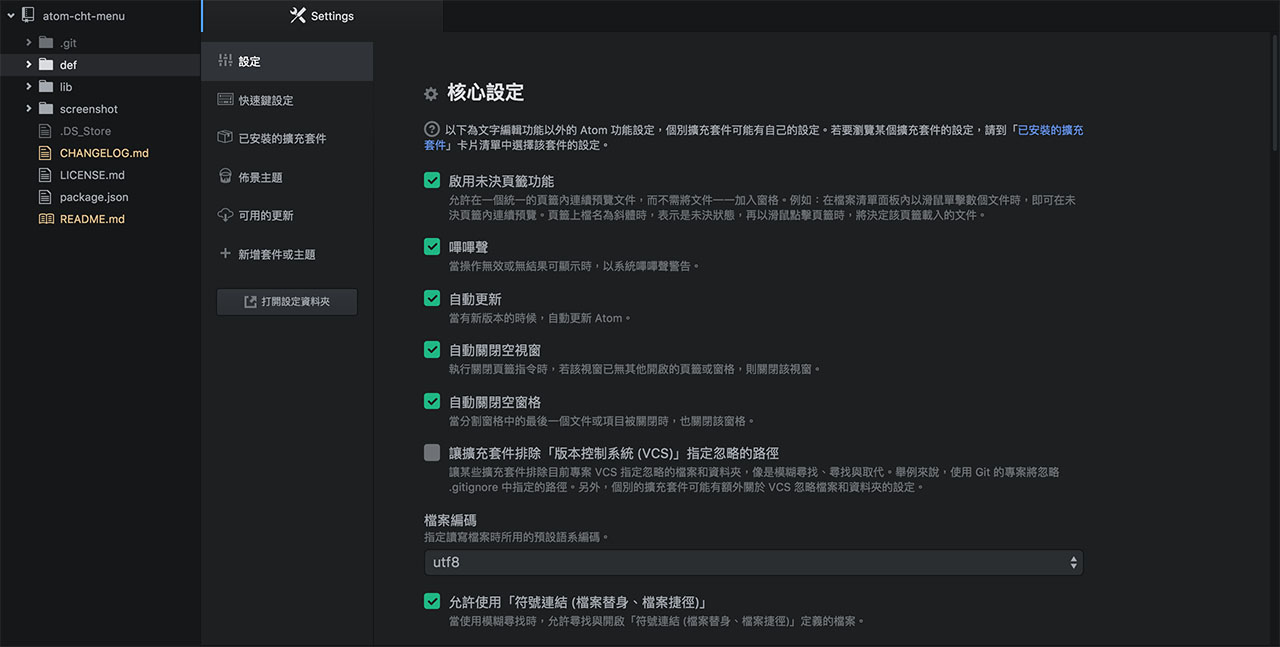 atom-cht-menu
.git
def
lib
screenshot
.DS_Store
CHANGELOG.md
LICENSE.md
package.json
README.md
Settings
設定
快速鍵設定
已安裝的擴充套件
佈景主題
可用的更新
新增套件或主題
打開設定資料夾
核心設定
以下為文字編輯功能以外的 Atom 功能設定，個別擴充套件可能有自己的設定。若要瀏覽某個擴充套件的設定，請到「已安裝的擴充
套件」卡片清單中選擇該套件的設定。
啟用未決頁籤功能
允許在一個統一的頁籤內連續預覽文件，而不需將文件一一加入窗格。例如：在檔案清單面板內以滑鼠單擊數個文件時，即可在未
決頁籤內連續預覽。頁籤上檔名為斜體時，表示是未決狀態，再以滑鼠點擊頁籤時，將決定該頁籤載入的文件。
嗶嗶聲
當操作無效或無結果可顯示時，以系統嗶嗶聲警告。
自動更新
當有新版本的時候，自動更新 Atom。
自動關閉空視窗
執行關閉頁籤指令時，若該視窗已無其他開啟的頁籤或窗格，則關閉該視窗。
自動關閉空窗格
當分割窗格中的最後一個文件或項目被關閉時，也關閉該窗格。
讓擴充套件排除「版本控制系統 (VCS)」指定忽略的路徑
讓某些擴充套件排除目前專案 VCS 指定忽略的檔案和資料夾，像是模糊尋找、尋找與取代。舉例來說，使用 Git 的專案將忽略
.gitignore 中指定的路徑。另外，個別的擴充套件可能有額外關於 VCS 忽略檔案和資料夾的設定。
檔案編碼
指定讀寫檔案時所用的預設語系編碼。
utf8
允許使用「符號連結 (檔案替身、檔案捷徑)」
當使用模糊尋找時，允許尋找與開啟「符號連結 (檔案替身、檔案捷徑)」定義的檔案。